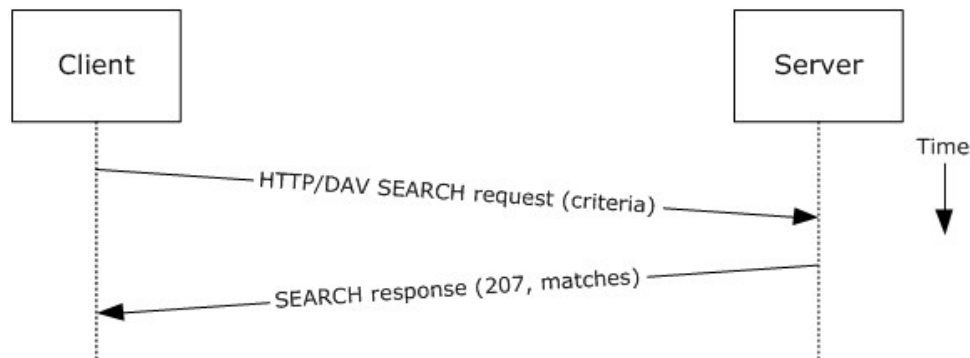 Client
Server
Time
HTTP/DAV SEARCH request (criteria)
SEARCH response (207, matches)